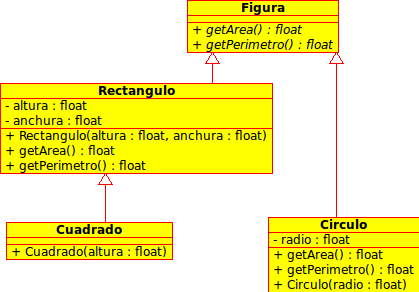 Figura
+ getArea() : float
+ getPerimetro() : float
Rectangulo
- altura : float
- anchura : float
+ Rectangulo(altura : float, anchura : float)
+ getArea() : float
+ getPerimetro() : float
Cuadrado
+ Cuadrado(altura : float)
Circulo
- radio : float
+ getArea() : float
+ getPerimetro() : float
+ Circulo(radio : float)